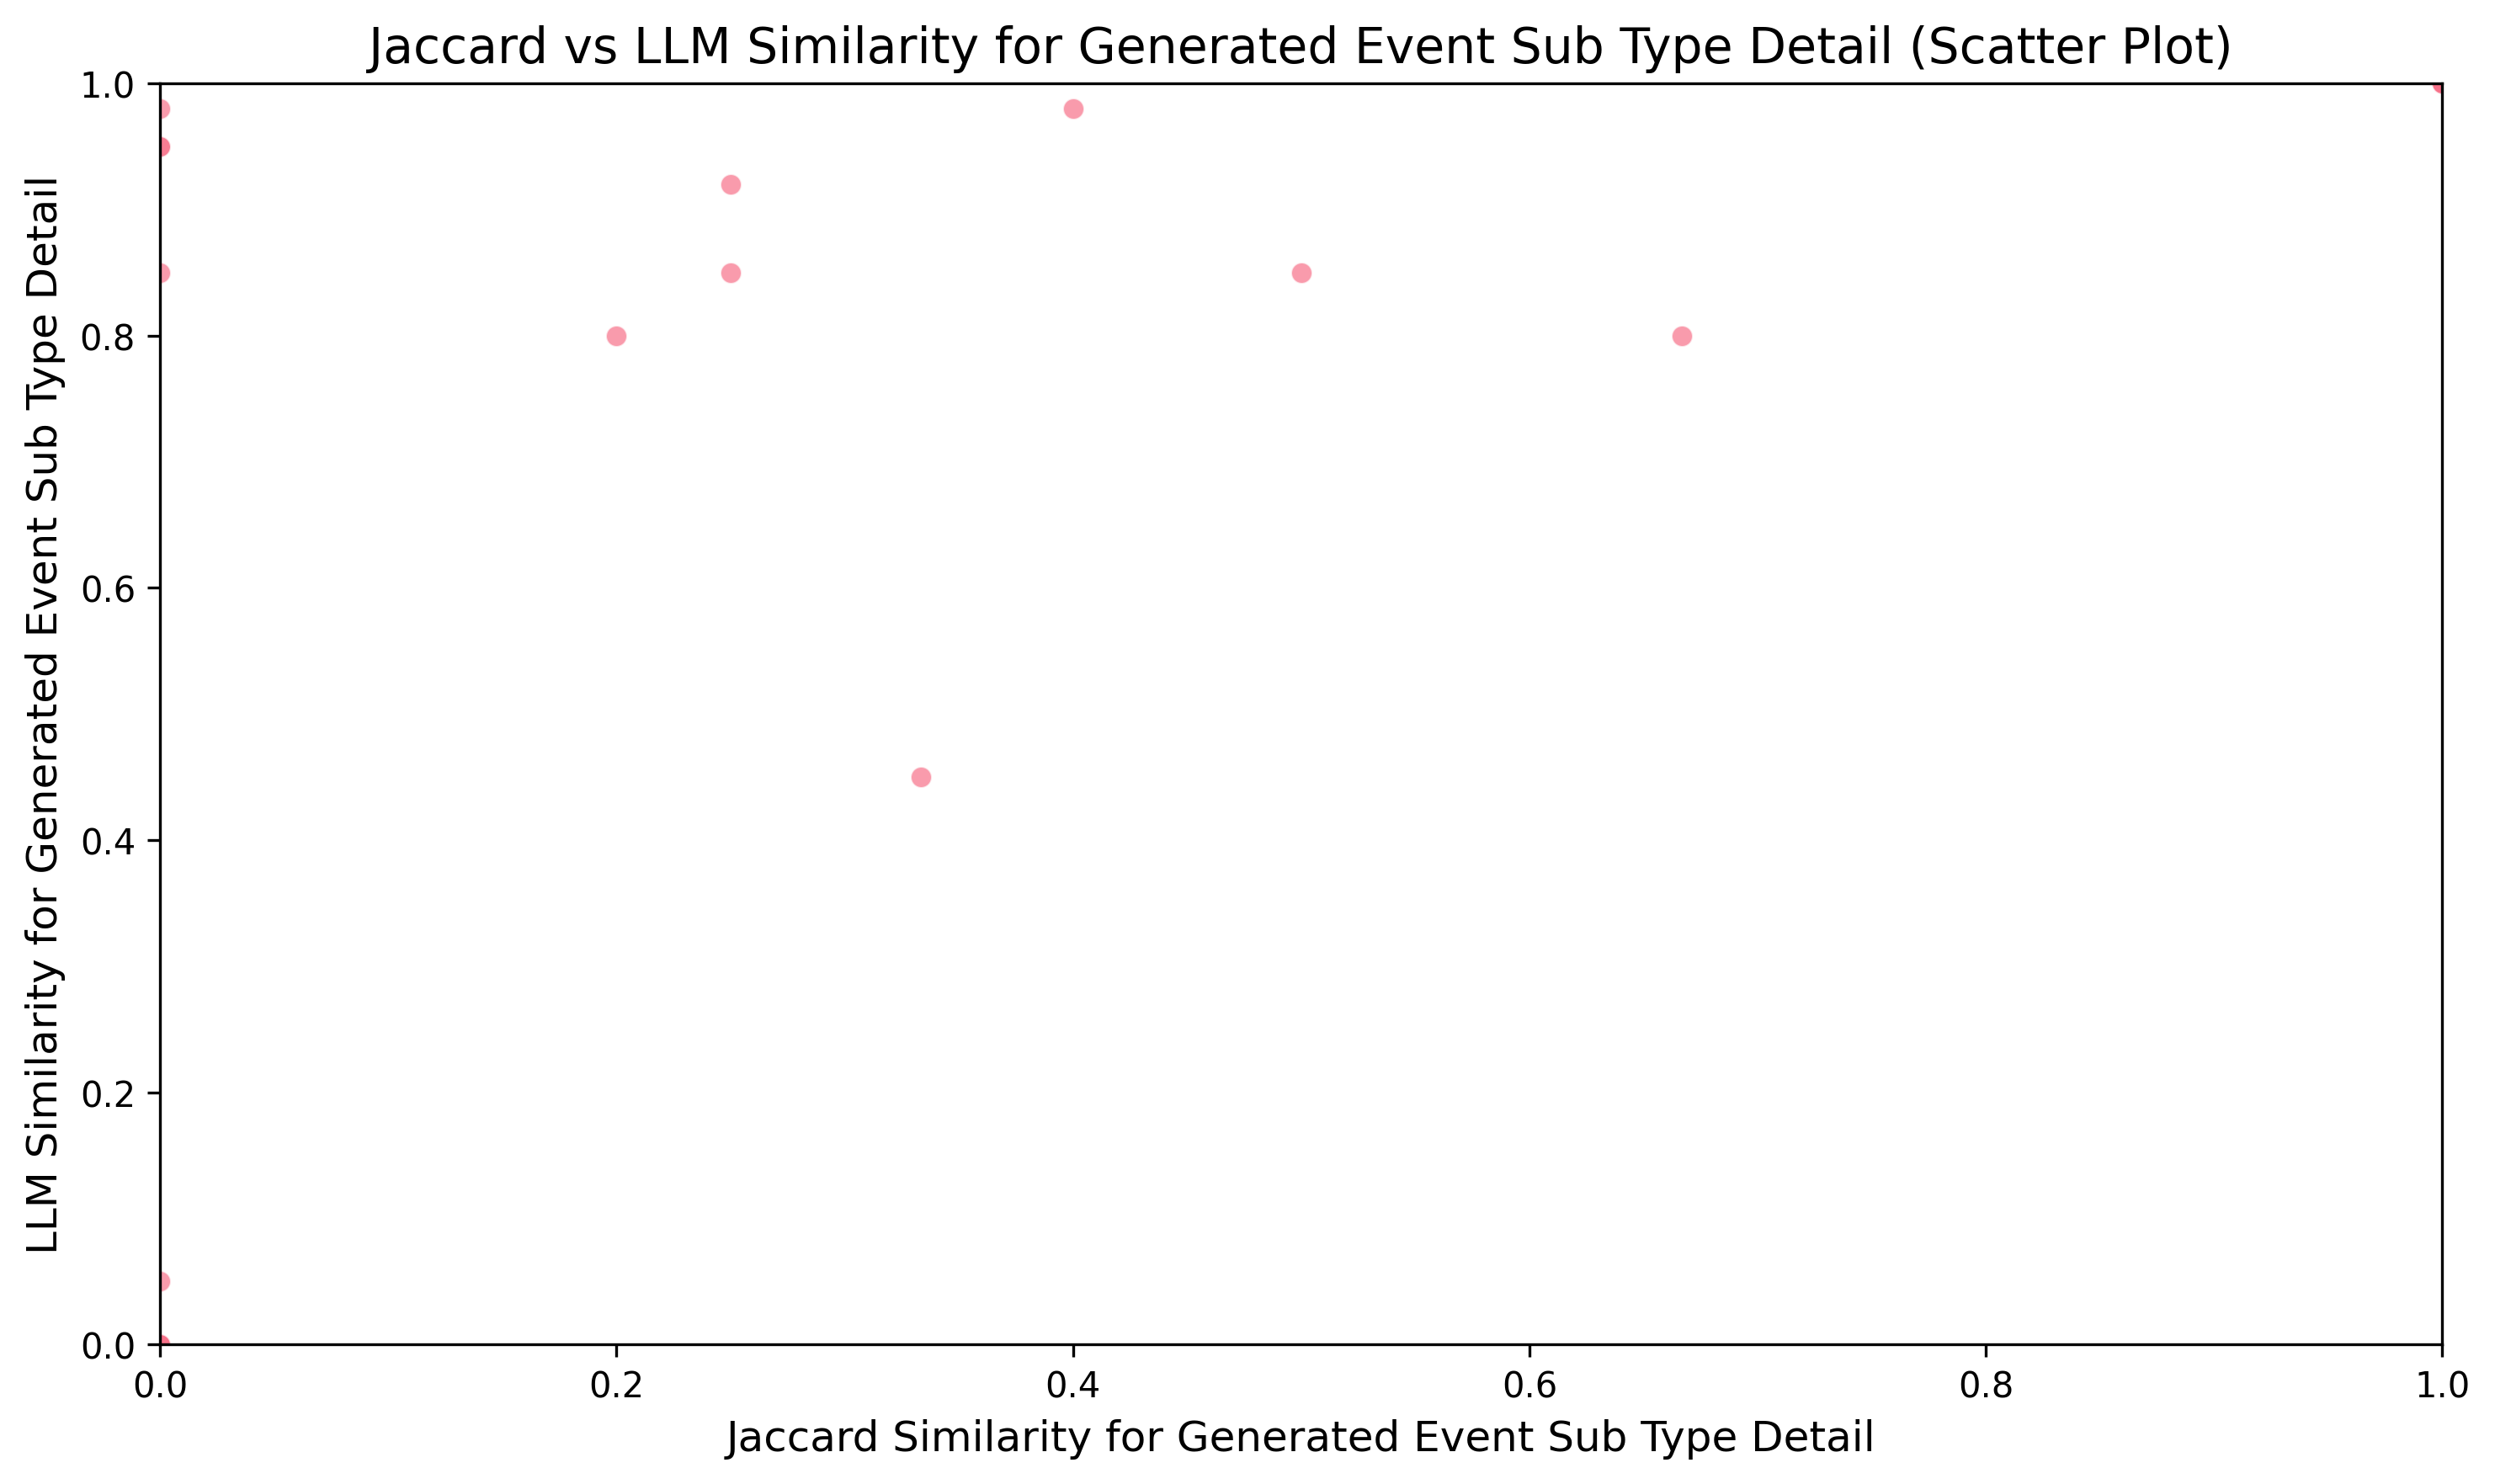 Jaccard vs LLM Similarity for Generated Event Sub Type Detail (Scatter Plot)
LLM Similarity for Generated Event Sub Type Detail
1.0
0.8
0.6
0.4
0.2
0.0
0.0 0.2 0.4 0.6 0.8 1.0
Jaccard Similarity for Generated Event Sub Type Detail